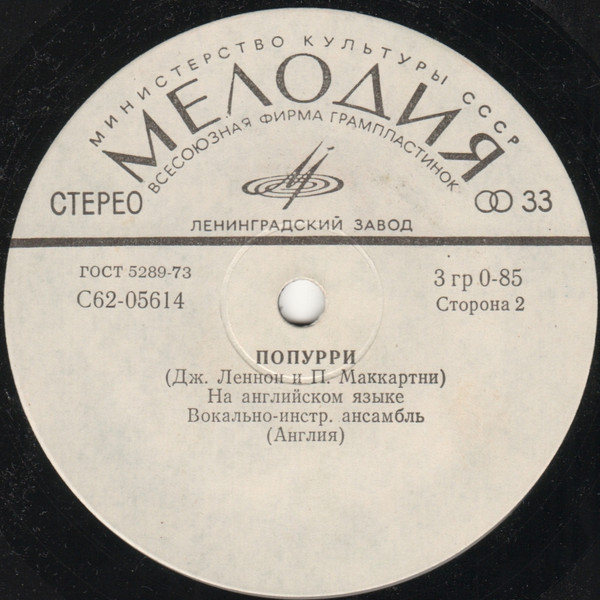 МИНИСТЕРСТВО КУЛЬТУРЫ СССР
МЕЛОДИЯ
ВСЕСОЮЗНАЯ ФИРМА ГРАМПЛАСТИНОК
СТЕРЕО
33
ЛЕНИНГРАДСКИЙ ЗАВОД
ГОСТ 5289-73
3 гр 0-85
С62-05614
Сторона 2
ПОПУРРИ
(Дж. Леннон и П. Маккартни)
На английском языке
Вокально-инстр. ансамбль
(Англия)